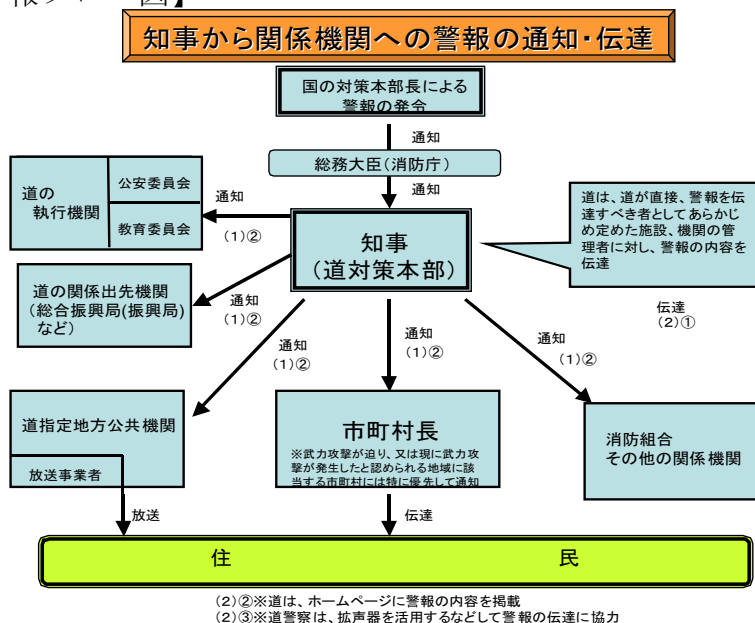 報フロー図】
知事から関係機関への警報の通知・伝達
国の対策本部長による
警報の発令
通知
総務大臣(消防庁)
通知
道の
執行機関
公安委員会
教育委員会
通知
(1)②
知事
(道対策本部)
道は、道が直接、警報を伝
達すべき者としてあらかじ
め定めた施設、機関の管
理者に対し、警報の内容を
伝達
伝達
(2)①
道の関係出先機関
(総合振興局(振興局)
など)
通知
(1)②
通知
(1)②
通知
(1)②
通知
(1)②
道指定地方公共機関
放送事業者
市町村長
※武力攻撃が迫り、又は現に武力攻
撃が発生したと認められる地域に該
当する市町村には特に優先して通知
消防組合
その他の関係機関
放送
伝達
住 民
(2)②※道は、ホームページに警報の内容を掲載
(2)③※道警察は、拡声器を活用するなどして警報の伝達に協力